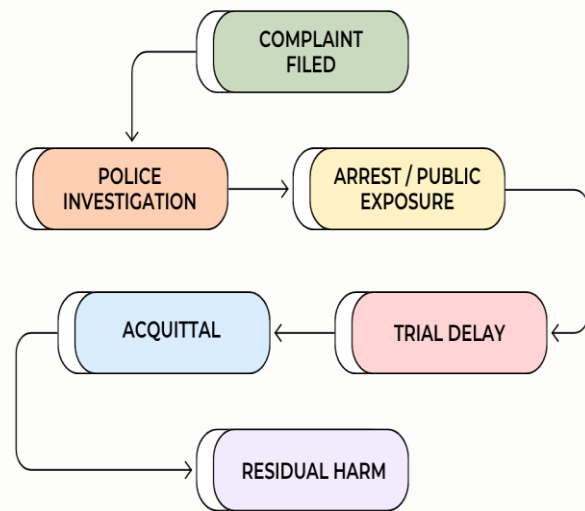 COMPLAINT
FILED
POLICE
INVESTIGATION
ARREST / PUBLIC
EXPOSURE
ACQUITTAL
TRIAL DELAY
RESIDUAL HARM